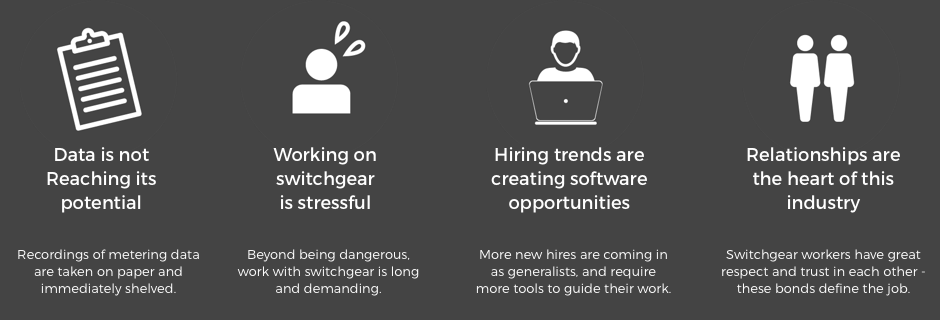 Data is not
Reaching its
potential
Recordings of metering data
are taken on paper and
immediately shelved.
Working on
switchgear
is stressful
Beyond being dangerous,
work with switchgear is long
and demanding.
Hiring trends are
creating software
opportunities
More new hires are coming in
as generalists, and require
more tools to guide their work.
Relationships are
the heart of this
industry
Switchgear workers have great
respect and trust in each other -
these bonds define the job.